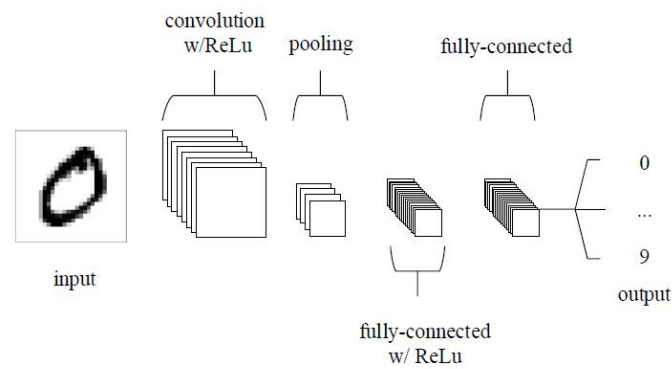 convolution
w/ReLu
pooling
fully-connected
input
fully-connected
w/ ReLu
0
...
9
output